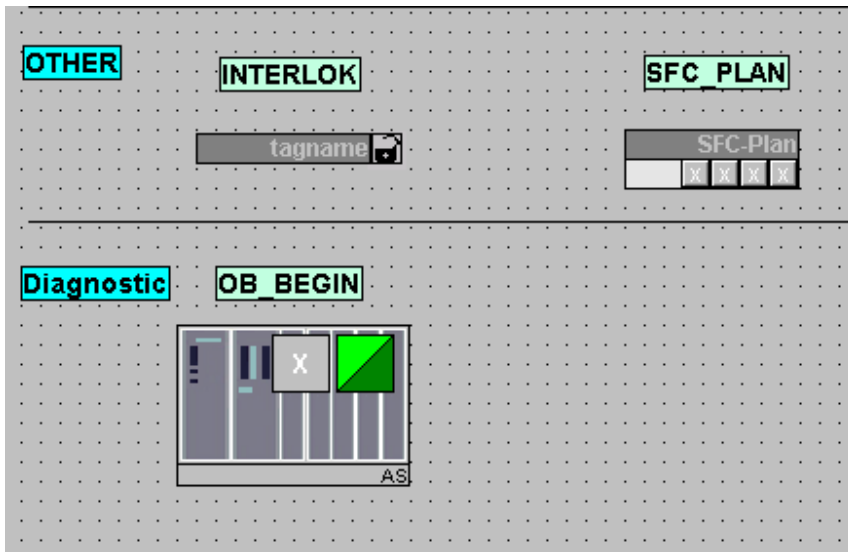 OTHER
INTERLOK
SFC_PLAN
tagname
SFC-Plan
X X X X
Diagnostic
OB_BEGIN
X
AS